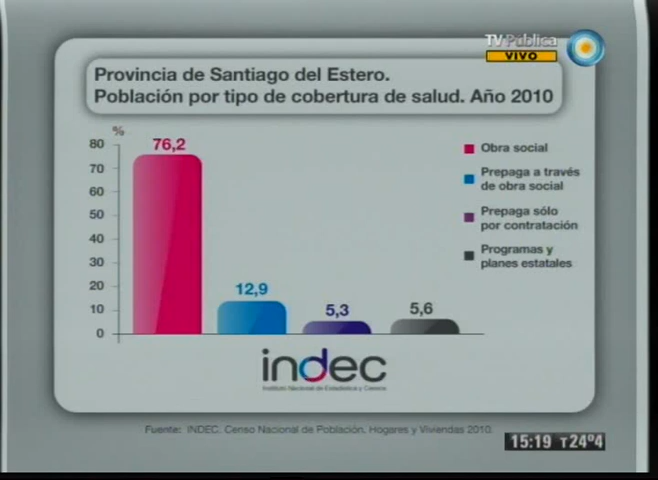 TV Pública
VIVO
Provincia de Santiago del Estero.
Población por tipo de cobertura de salud. Año 2010
%
80
70
60
50
40
30
20
10
0
76,2
12,9
5,3
5,6
Obra social
Prepaga a través
de obra social
Prepaga sólo
por contratación
Programas y
planes estatales
indec
Instituto Nacional de Estadística y Censos
Fuente: INDEC. Censo Nacional de Población, Hogares y Viviendas 2010.
15:19 T24º4